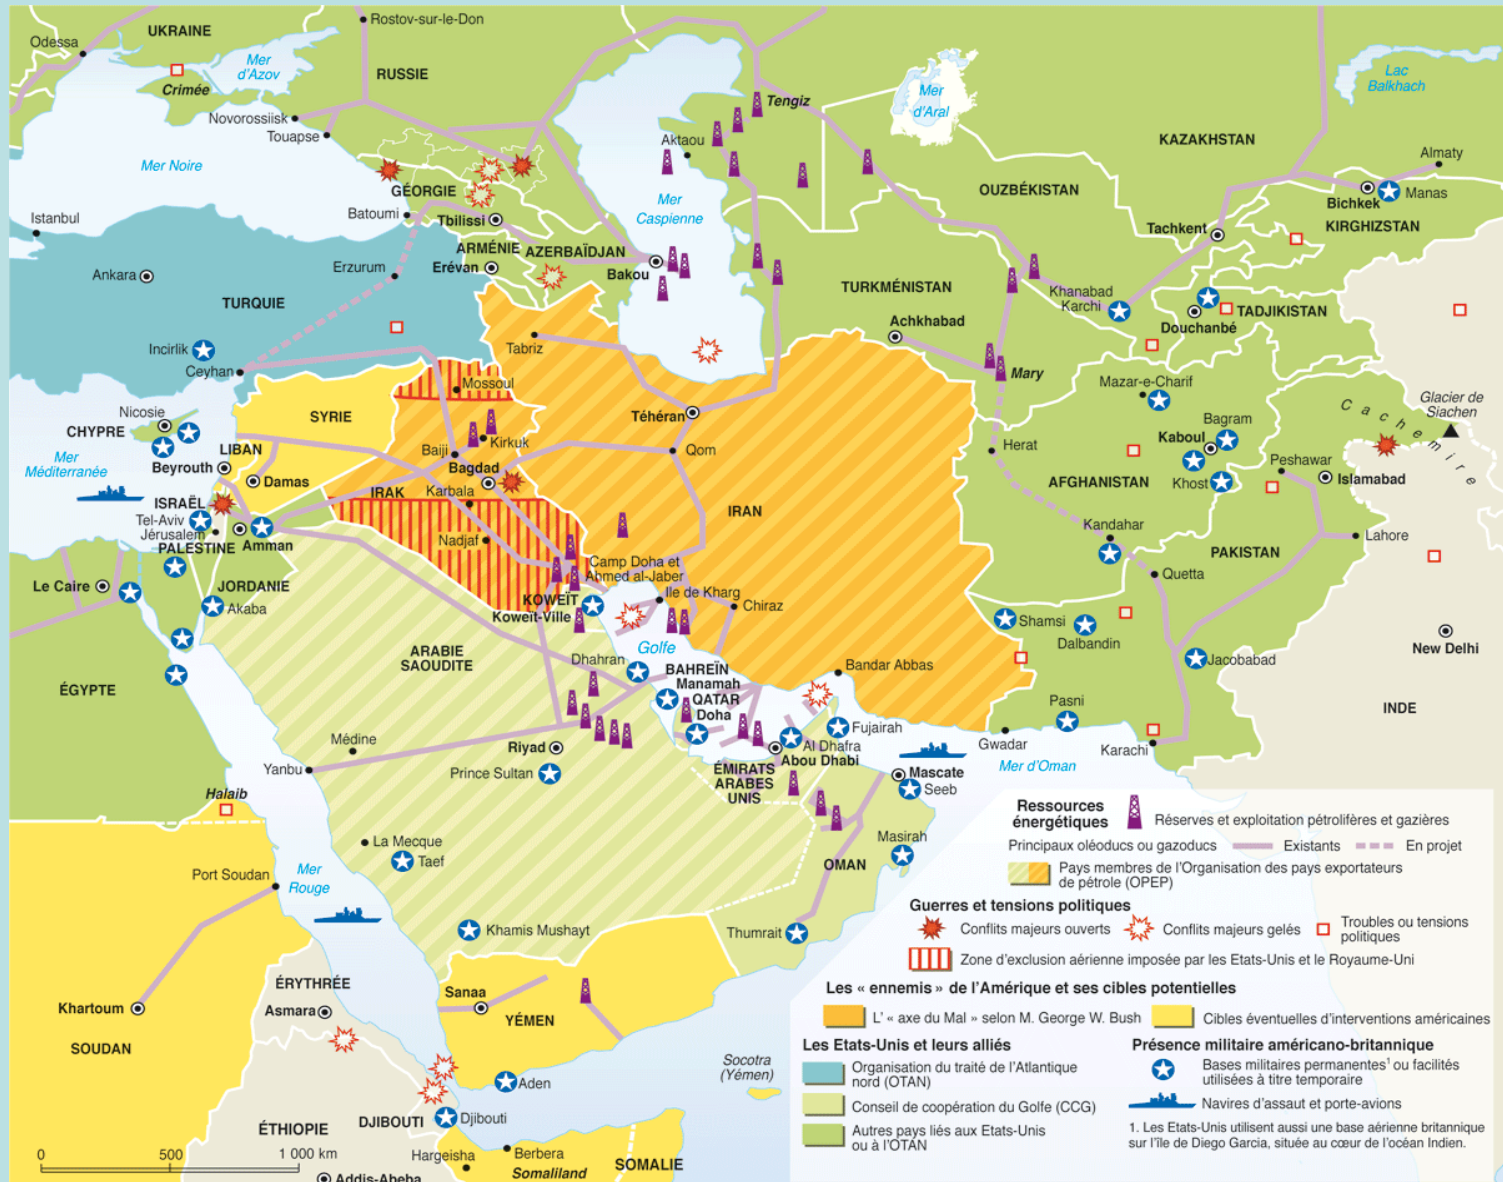 Rostov-sur-le-Don
UKRAINE
Odessa
Mer
d'Azov
RUSSIE
Crimée
Novorossiisk
Touapse
Mer Noire
Tengiz
Aktaou
Mer
d'Aral
Lac
Balkhach
KAZAKHSTAN
Almaty
Bichkek
Manas
KIRGHIZSTAN
OUZBÉKISTAN
Tachkent
GÉORGIE
Batoumi
Tbilissi
Mer
Caspienne
Istanbul
ARMÉNIE
AZERBAÏDJAN
Erévan
Bakou
Erzurum
Ankara
TURQUIE
TURKMÉNISTAN
Khanabad
Karchi
Achkhabad
Douchanbé
TADJIKISTAN
Incirlik
Ceyhan
Tabriz
Mossoul
Mary
Mazar-e-Charif
Glacier de
Siachen
Cachemire
Nicosie
CHYPRE
SYRIE
Téhéran
Bagram
Kaboul
LIBAN
Beyrouth
Mer
Méditerranée
Kirkuk
Baiji
Qom
Herat
Peshawar
Islamabad
Damas
Bagdad
IRAK
Karbala
AFGHANISTAN
Khost
ISRAËL
Tel-Aviv
Jérusalem
PALESTINE
Amman
IRAN
Nadjaf
Kandahar
Lahore
PAKISTAN
Camp Doha et
Ahmed al-Jaber
Le Caire
JORDANIE
Akaba
KOWEÏT
Koweït-Ville
Ile de Kharg
Chiraz
Quetta
Shamsi
Dalbandin
New Delhi
Golfe
ARABIE
SAOUDITE
Dhahran
BAHREÏN
Manamah
QATAR
Doha
Bandar Abbas
Jacobabad
ÉGYPTE
Pasni
INDE
Fujairah
Médine
Riyad
Al Dhafra
Abou Dhabi
Gwadar
Karachi
Yanbu
Prince Sultan
ÉMIRATS
ARABES
UNIS
Mascate
Seeb
Mer d'Oman
Halaib
La Mecque
Taef
Masirah
OMAN
Port Soudan
Mer
Rouge
Khamis Mushayt
Thumrait
ÉRYTHRÉE
Asmara
Sanaa
YÉMEN
Khartoum
SOUDAN
Socotra
(Yémen)
Aden
DJIBOUTI
Djibouti
ÉTHIOPIE
Hargeisha
Berbera
Somaliland
SOMALIE
Addis-Abeba
0 500 1 000 km
Ressources
énergétiques
Réserves et exploitation pétrolifères et gazières
Principaux oléoducs ou gazoducs Existants En projet
Pays membres de l'Organisation des pays exportateurs
de pétrole (OPEP)
Guerres et tensions politiques
Conflits majeurs ouverts
Conflits majeurs gelés
Troubles ou tensions
politiques
Zone d'exclusion aérienne imposée par les Etats-Unis et le Royaume-Uni
Les « ennemis » de l'Amérique et ses cibles potentielles
L' « axe du Mal » selon M. George W. Bush
Cibles éventuelles d'interventions américaines
Les Etats-Unis et leurs alliés
Organisation du traité de l'Atlantique
nord (OTAN)
Conseil de coopération du Golfe (CCG)
Autres pays liés aux Etats-Unis
ou à l'OTAN
Présence militaire américano-britannique
Bases militaires permanentes¹ ou facilités
utilisées à titre temporaire
Navires d'assaut et porte-avions
1. Les Etats-Unis utilisent aussi une base aérienne britannique
sur l'île de Diego Garcia, située au cœur de l'océan Indien.